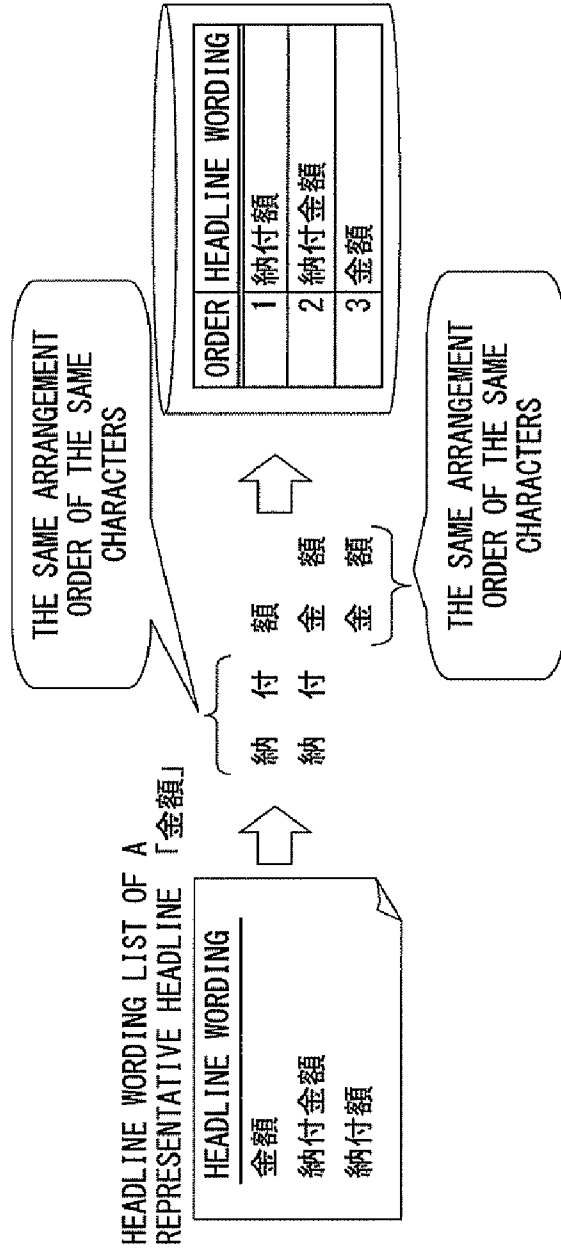 HEADLINE WORDING LIST OF A
REPRESENTATIVE HEADLINE 「金額」
HEADLINE WORDING
金額
納付金額
納付額
THE SAME ARRANGEMENT
ORDER OF THE SAME
CHARACTERS
納 付 額
納 付 金 額
金 額
THE SAME ARRANGEMENT
ORDER OF THE SAME
CHARACTERS
ORDER HEADLINE WORDING
1 納付額
2 納付金額
3 金額